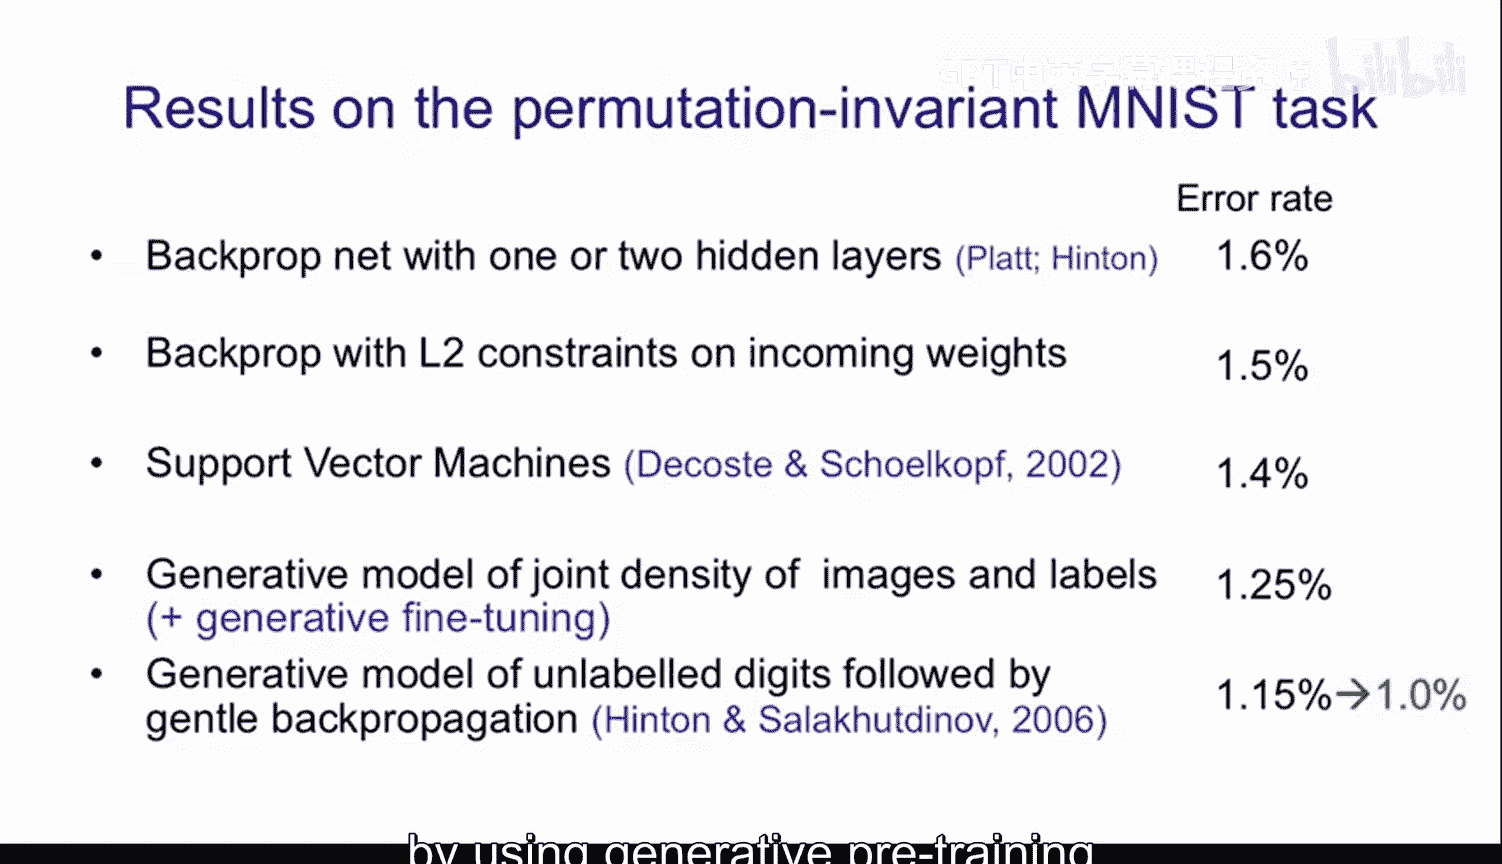 bilibili
Results on the permutation-invariant MNIST task
Error rate
• Backprop net with one or two hidden layers (Platt; Hinton) 1.6%
• Backprop with L2 constraints on incoming weights 1.5%
• Support Vector Machines (Decoste & Schoelkopf, 2002) 1.4%
• Generative model of joint density of images and labels 1.25%
(+ generative fine-tuning)
• Generative model of unlabelled digits followed by
gentle backpropagation (Hinton & Salakhutdinov, 2006) 1.15%→1.0%
by using generative pre-training